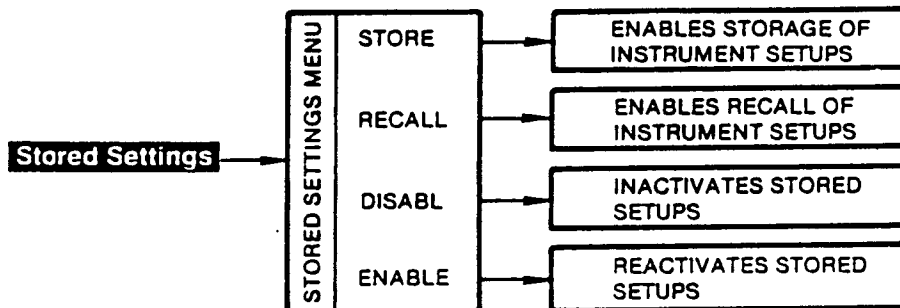 Stored Settings
STORED SETTINGS MENU
STORE
ENABLES STORAGE OF
INSTRUMENT SETUPS
RECALL
ENABLES RECALL OF
INSTRUMENT SETUPS
DISABL
INACTIVATES STORED
SETUPS
ENABLE
REACTIVATES STORED
SETUPS